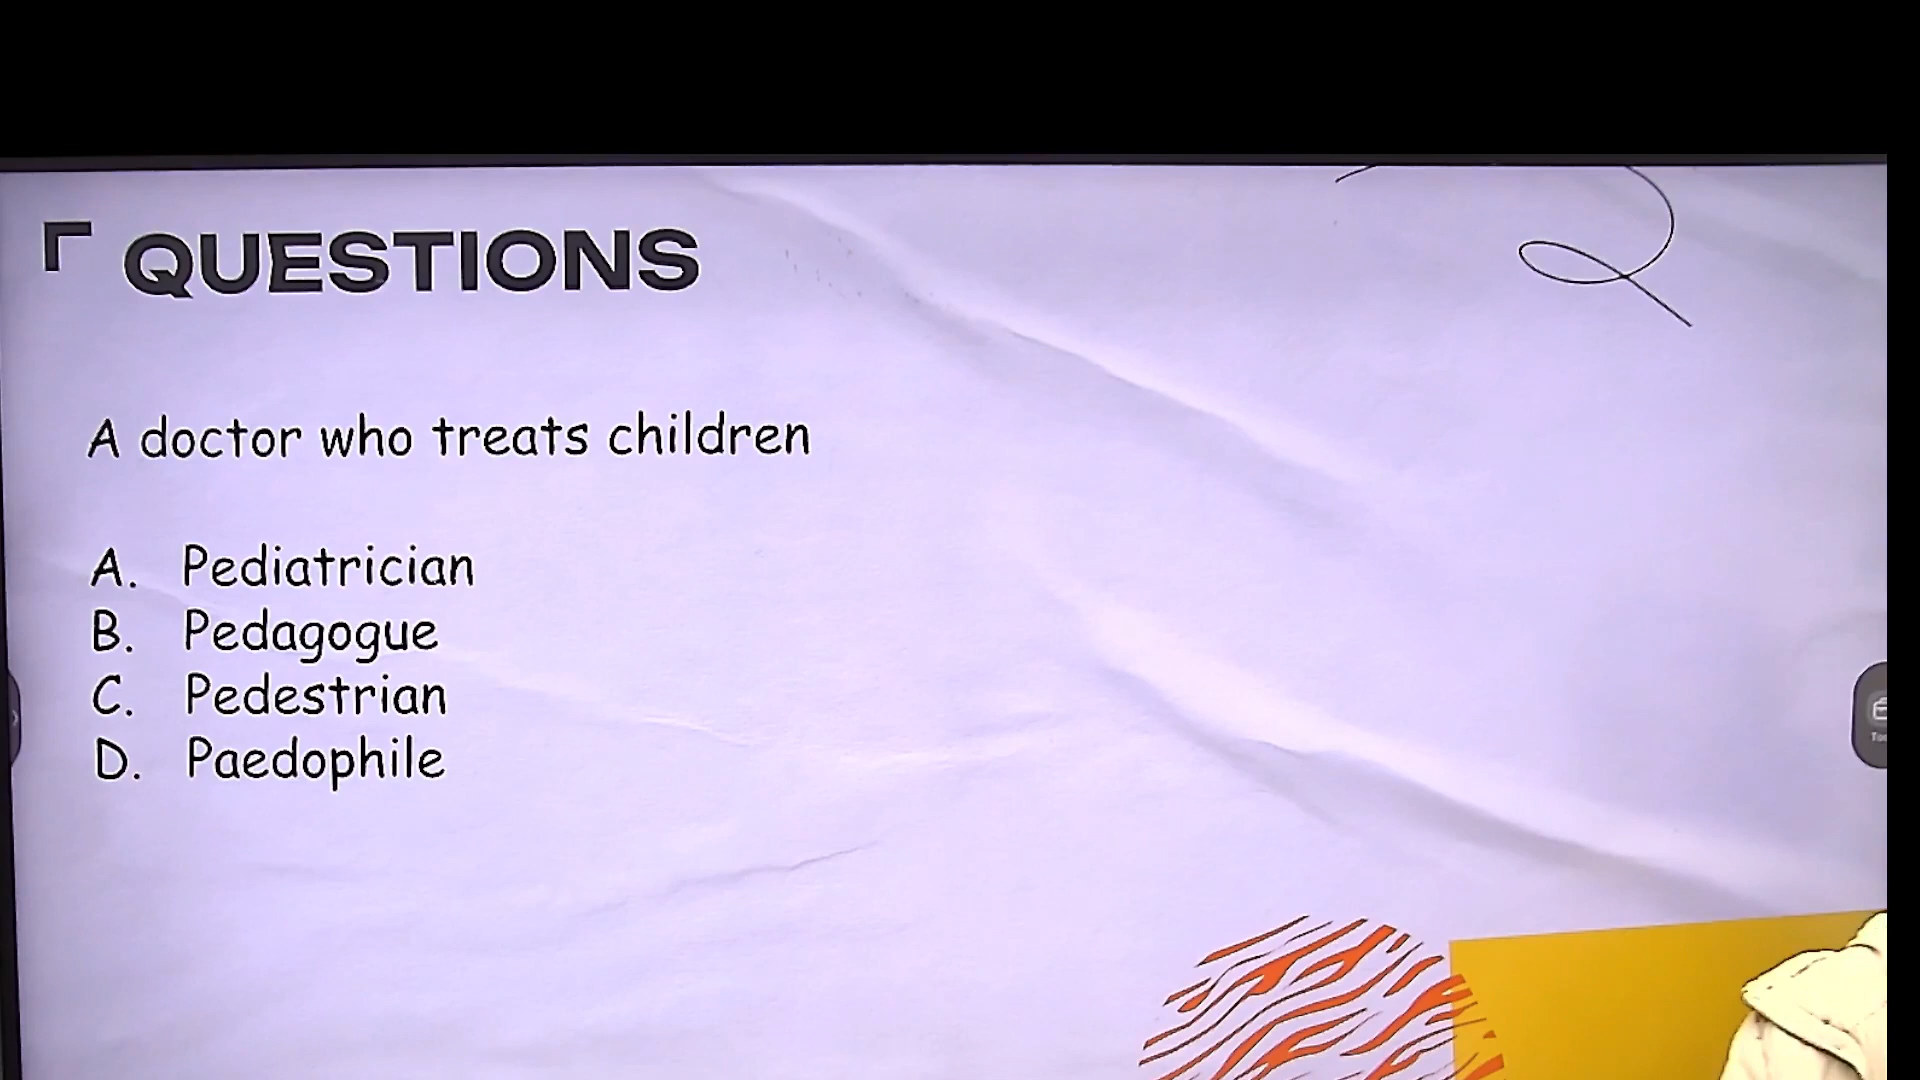 QUESTIONS
A doctor who treats children
A. Pediatrician
B. Pedagogue
C. Pedestrian
D. Paedophile